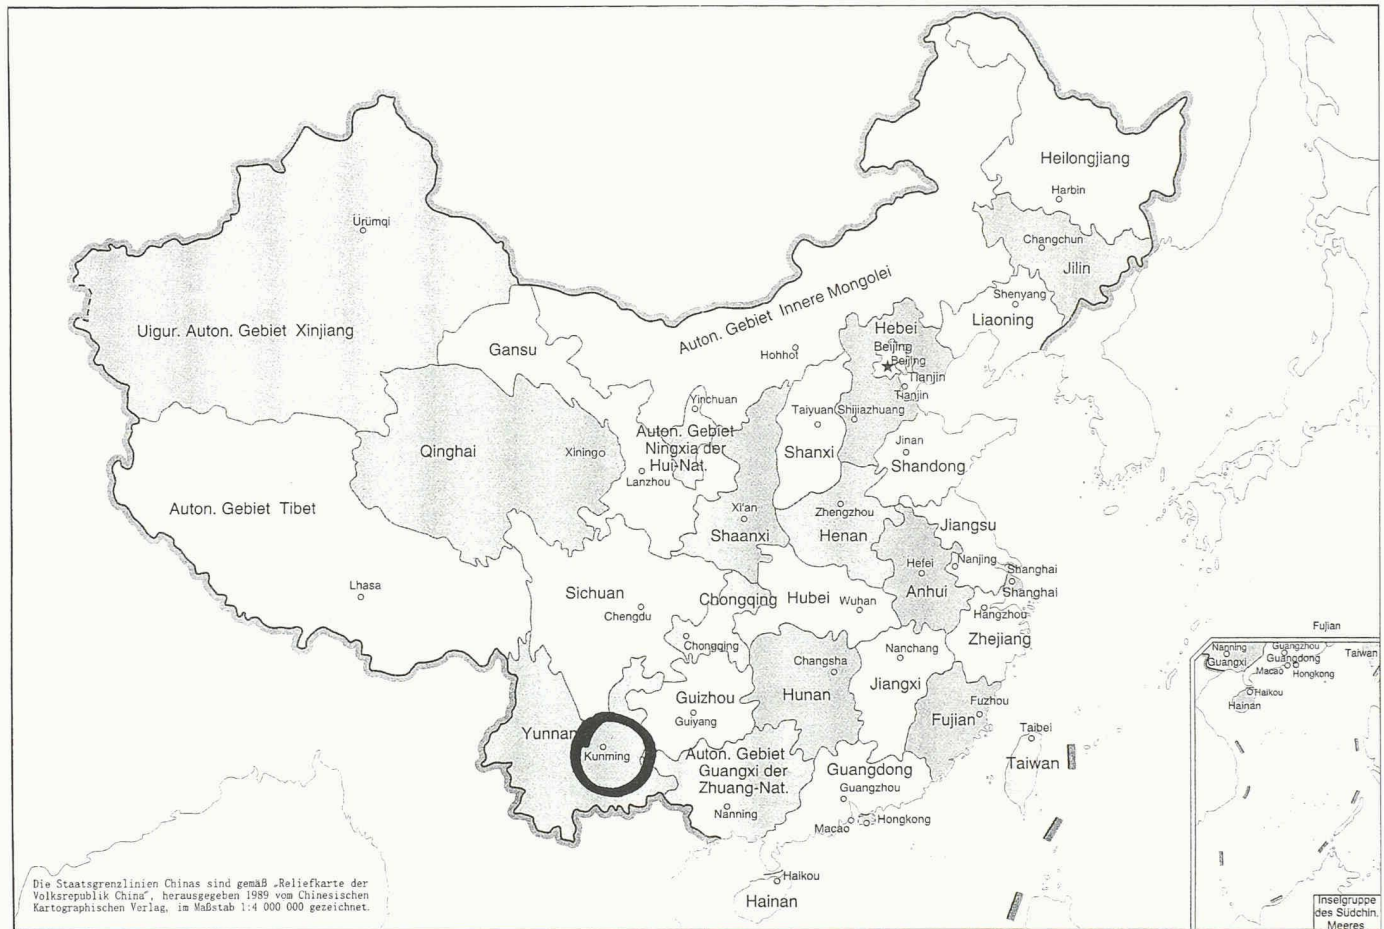 Heilongjiang
Harbin
Ürümqi
Changchun
Jilin
Auton. Gebiet Innere Mongolei
Shenyang
Liaoning
Uigur. Auton. Gebiet Xinjiang
Gansu
Hohhot
Hebei
Beijing
Beijing
Tianjin
Tianjin
Yinchuan
Taiyuan
Shijiazhuang
Auton. Gebiet
Ningxia der
Hui-Nat.
Qinghai
Xining
Lanzhou
Shanxi
Jinan
Shandong
Auton. Gebiet Tibet
Xi'an
Shaanxi
Zhengzhou
Henan
Jiangsu
Lhasa
Sichuan
Chengdu
Chongqing
Chongqing
Hubei
Wuhan
Hefei
Anhui
Nanjing
Shanghai
Shanghai
Hangzhou
Zhejiang
Nanchang
Jiangxi
Changsha
Hunan
Guizhou
Guiyang
Fuzhou
Fujian
Yunnan
Kunming
Auton. Gebiet
Guangxi der
Zhuang-Nat.
Nanning
Guangdong
Guangzhou
Macao
Hongkong
Taibei
Taiwan
Haikou
Hainan
Fujian
Nanning
Guangxi
Guangzhou
Guangdong
Macao
Hongkong
Taiwan
Haikou
Hainan
Inselgruppe
des Südchin.
Meeres
Die Staatsgrenzlinien Chinas sind gemäß „Reliefkarte der
Volksrepublik China", herausgegeben 1989 vom Chinesischen
Kartographischen Verlag, im Maßstab 1:4 000 000 gezeichnet.